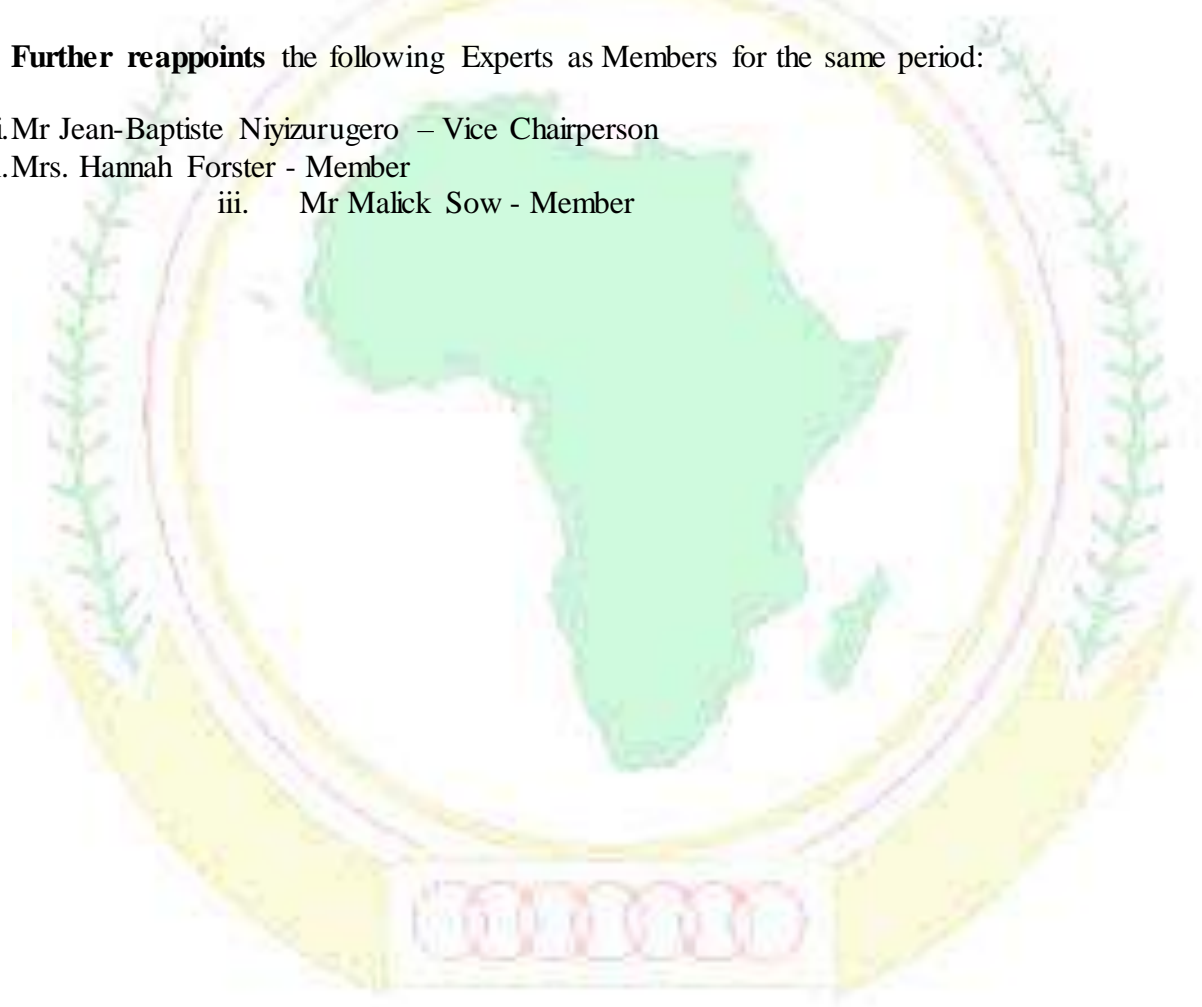 Further reappoints the following Experts as Members for the same period:
i. Mr Jean-Baptiste Niyizurugero – Vice Chairperson
. Mrs. Hannah Forster - Member
iii. Mr Malick Sow - Member